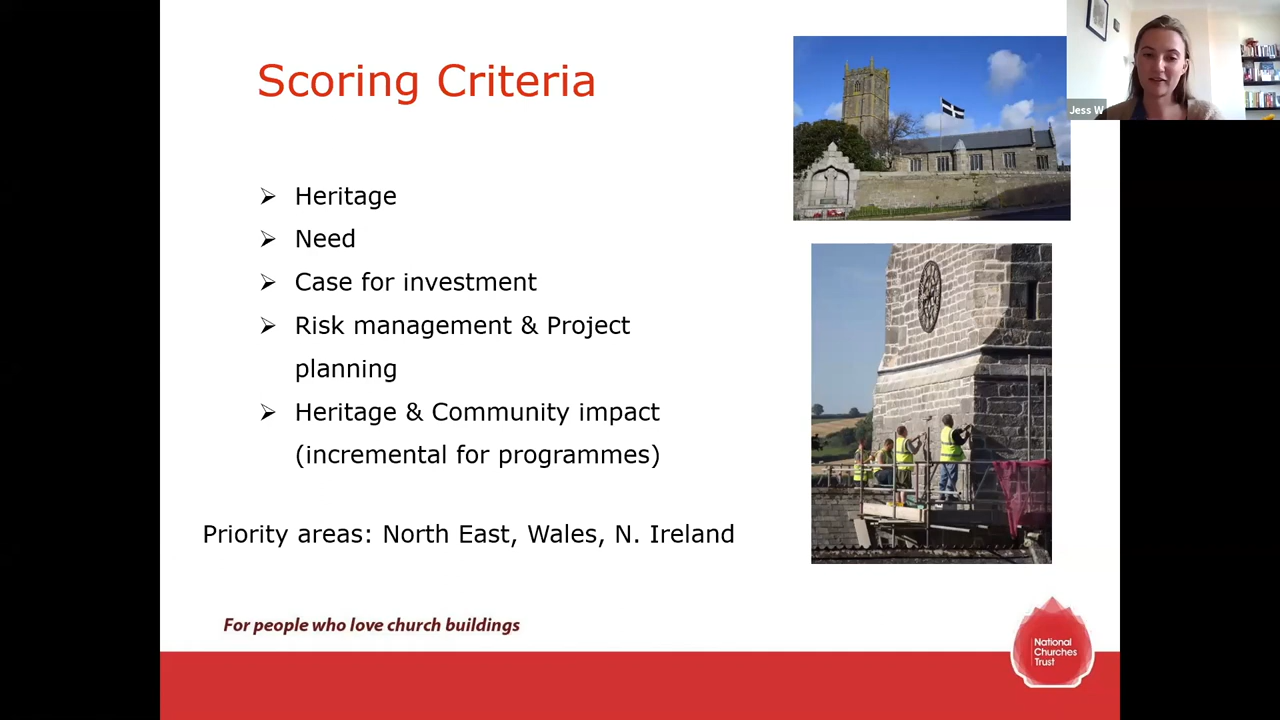 Scoring Criteria
Jess W
Heritage
Need
Case for investment
Risk management & Project
planning
Heritage & Community impact
(incremental for programmes)
Priority areas: North East, Wales, N. Ireland
For people who love church buildings
National
Churches
Trust